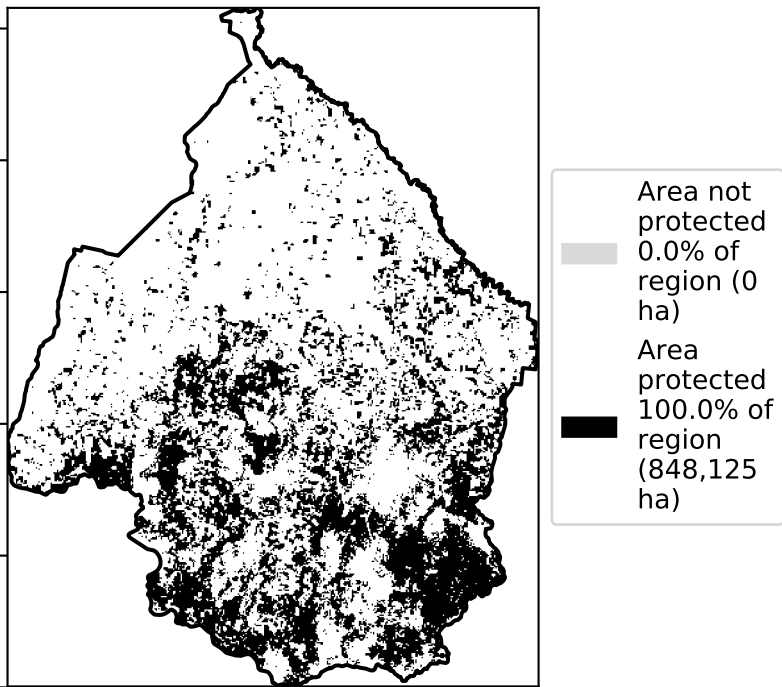 Area not
protected
0.0% of
region (0
ha)
Area
protected
100.0% of
region
(848,125
ha)